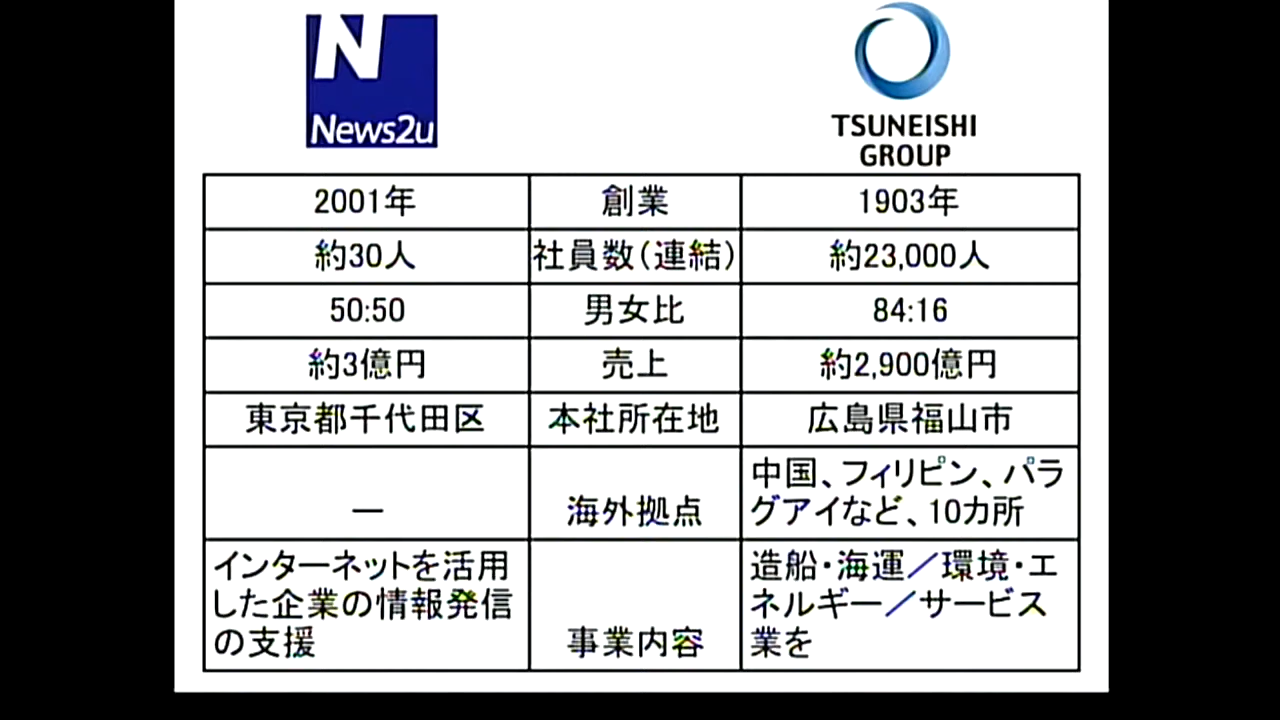 N
News2u
TSUNEISHI
GROUP
2001年 創業 1903年
約30人 社員数(連結) 約23,000人
50:50 男女比 84:16
約3億円 売上 約2,900億円
東京都千代田区 本社所在地 広島県福山市
― 海外拠点 中国、フィリピン、パラ
グアイなど、10カ所
インターネットを活用
した企業の情報発信
の支援
事業内容
造船・海運／環境・エ
ネルギー／サービス
業を